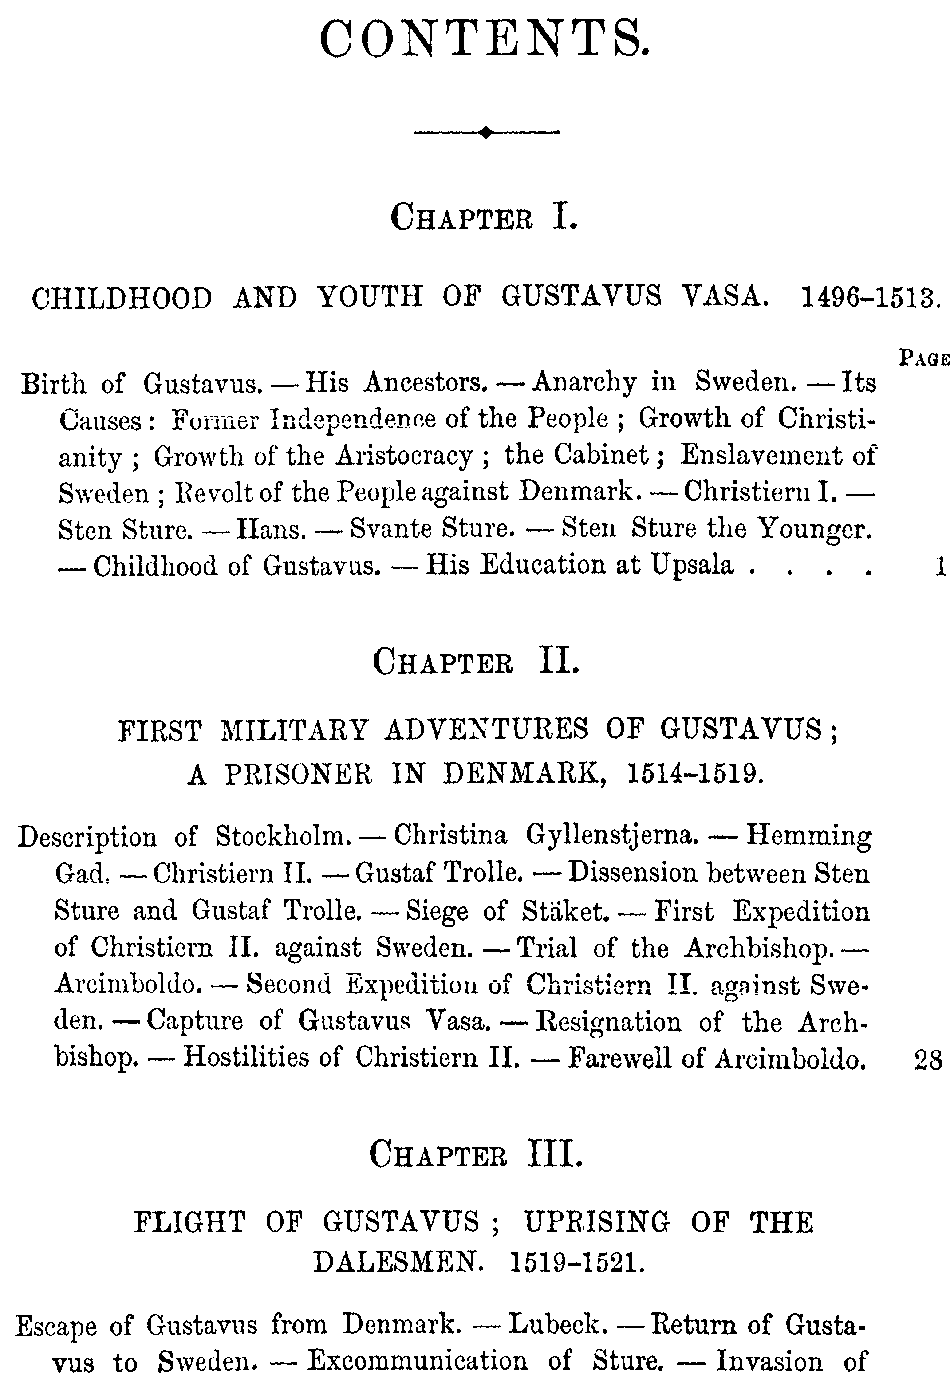 CONTENTS.
CHAPTER I.
CHILDHOOD AND YOUTH OF GUSTAVUS VASA. 1496–1513.
PAGE
Birth of Gustavus. — His Ancestors. — Anarchy in Sweden. — Its
Causes: Former Independence of the People ; Growth of Christi-
anity ; Growth of the Aristocracy ; the Cabinet ; Enslavement of
Sweden ; Revolt of the People against Denmark. — Christiern I. —
Sten Sture. — Hans. — Svante Sture. — Sten Sture the Younger.
— Childhood of Gustavus. — His Education at Upsala . . . . 1
CHAPTER II.
FIRST MILITARY ADVENTURES OF GUSTAVUS ;
A PRISONER IN DENMARK, 1514–1519.
Description of Stockholm. — Christina Gyllenstjerna. — Hemming
Gad. — Christiern II. — Gustaf Trolle. — Dissension between Sten
Sture and Gustaf Trolle. — Siege of Stäket. — First Expedition
of Christiern II. against Sweden. — Trial of the Archbishop. —
Arcimboldo. — Second Expedition of Christiern II. against Swe-
den. — Capture of Gustavus Vasa. — Resignation of the Arch-
bishop. — Hostilities of Christiern II. — Farewell of Arcimboldo. 28
CHAPTER III.
FLIGHT OF GUSTAVUS ; UPRISING OF THE
DALESMEN. 1519–1521.
Escape of Gustavus from Denmark. — Lubeck. — Return of Gusta-
vus to Sweden. — Excommunication of Sture. — Invasion of